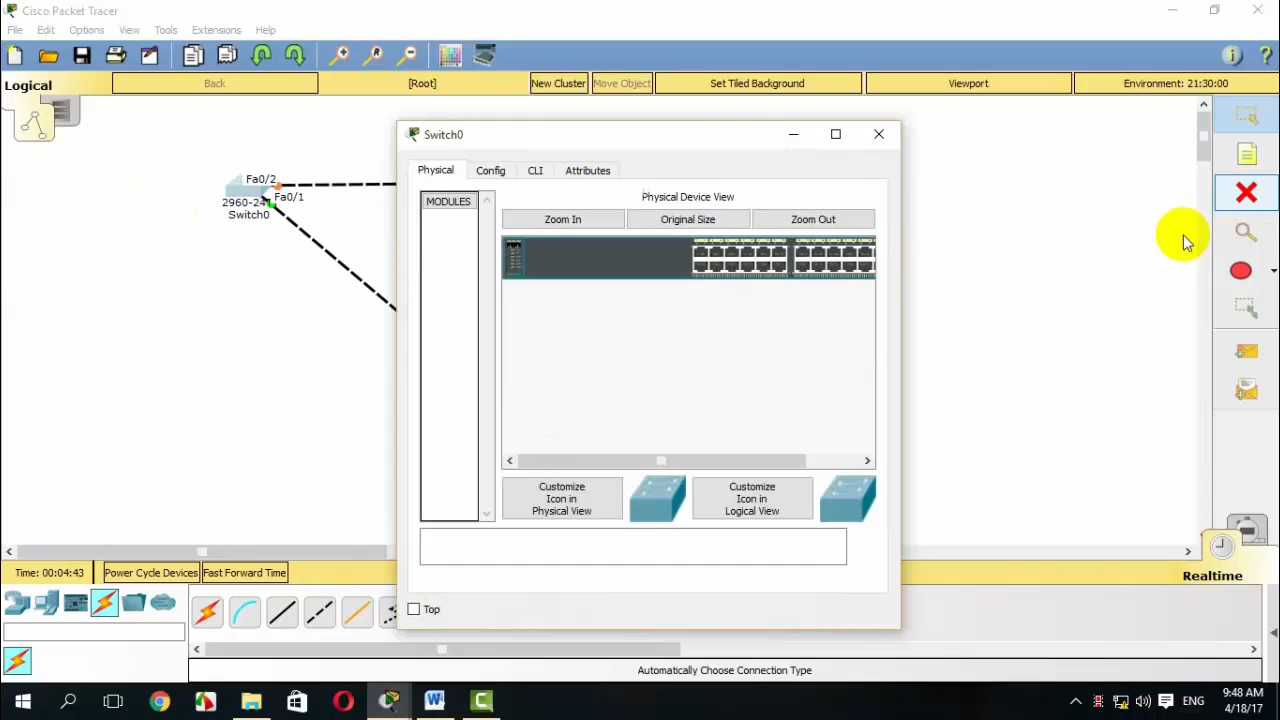 Cisco Packet Tracer
File Edit Options View Tools Extensions Help
Logical Back [Root] New Cluster Move Object Set Tiled Background Viewport Environment: 21:30:00
Switch0
Physical Config CLI Attributes
MODULES
Physical Device View
Zoom In Original Size Zoom Out
Fa0/2
Fa0/1
2960-24
Switch0
Customize
Icon in
Physical View
Customize
Icon in
Logical View
Top
Time: 00:04:43 Power Cycle Devices Fast Forward Time
Realtime
Automatically Choose Connection Type
ENG
9:48 AM
4/18/17